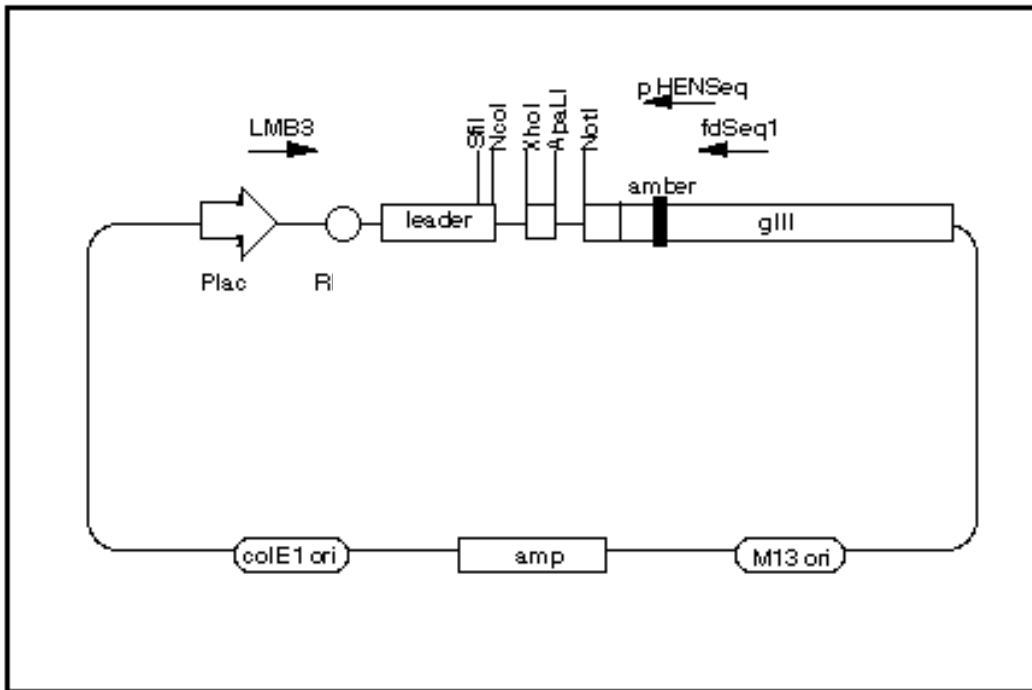 pHENSeq
LMB3
fdSeq1
SfiI
NcoI
XhoI
ApaLI
NotI
amber
leader
gIII
Plac
RI
colE1 ori
amp
M13 ori